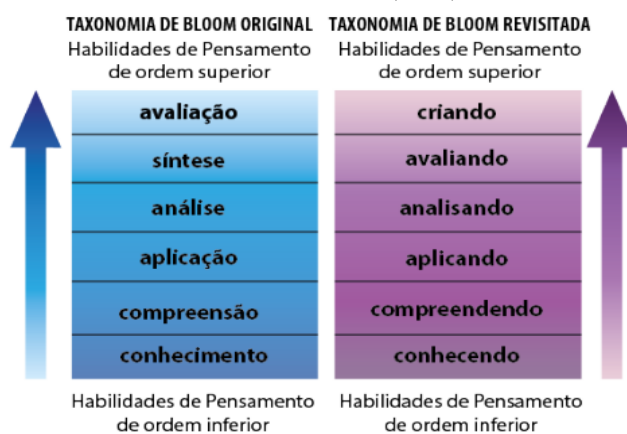 TAXONOMIA DE BLOOM ORIGINAL
Habilidades de Pensamento
de ordem superior
avaliação
síntese
análise
aplicação
compreensão
conhecimento
Habilidades de Pensamento
de ordem inferior
TAXONOMIA DE BLOOM REVISITADA
Habilidades de Pensamento
de ordem superior
criando
avaliando
analisando
aplicando
compreendendo
conhecendo
Habilidades de Pensamento
de ordem inferior